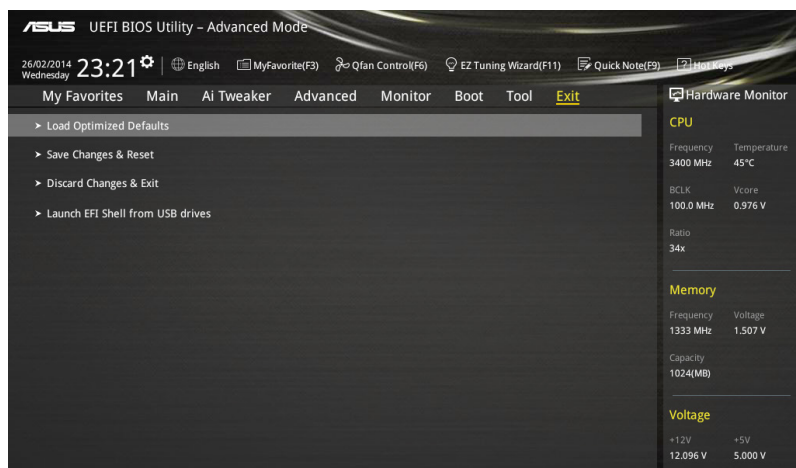 ASUS UEFI BIOS Utility – Advanced Mode
26/02/2014
Wednesday
23:21
English
MyFavorite(F3)
Qfan Control(F6)
EZ Tuning Wizard(F11)
Quick Note(F9)
? Hot Keys
My Favorites Main Ai Tweaker Advanced Monitor Boot Tool Exit
> Load Optimized Defaults
> Save Changes & Reset
> Discard Changes & Exit
> Launch EFI Shell from USB drives
Hardware Monitor
CPU
Frequency Temperature
3400 MHz 45°C
BCLK Vcore
100.0 MHz 0.976 V
Ratio
34x
Memory
Frequency Voltage
1333 MHz 1.507 V
Capacity
1024(MB)
Voltage
+12V +5V
12.096 V 5.000 V